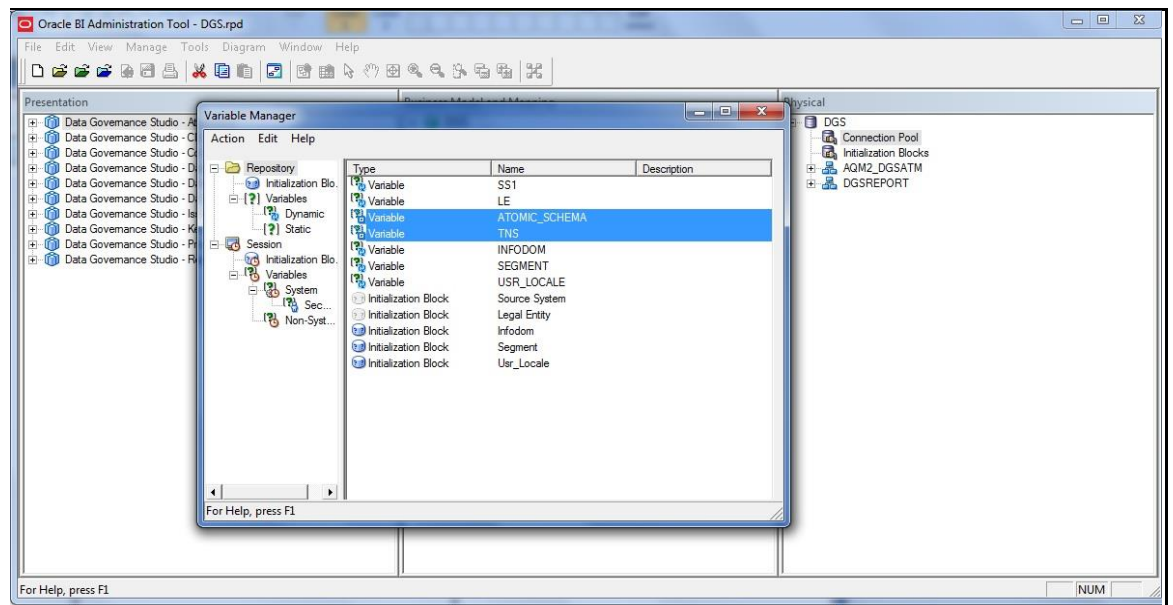 Oracle BI Administration Tool - DGS.rpd
File Edit View Manage Tools Diagram Window Help
Presentation
Data Governance Studio -
Data Governance Studio -
Data Governance Studio -
Data Governance Studio -
Data Governance Studio -
Data Governance Studio -
Data Governance Studio -
Data Governance Studio -
Data Governance Studio -
Data Governance Studio -
Business Model and Mapping
Variable Manager
Action Edit Help
Repository
Initialization Blo.
Variables
Dynamic
Static
Session
Initialization Blo.
Variables
System
Sec...
Non-Syst...
Type Name Description
Variable SS1
Variable LE
Variable ATOMIC_SCHEMA
Variable TNS
Variable INFODOM
Variable SEGMENT
Variable USR_LOCALE
Initialization Block Source System
Initialization Block Legal Entity
Initialization Block Infodom
Initialization Block Segment
Initialization Block Usr_Locale
For Help, press F1
Physical
DGS
Connection Pool
Initialization Blocks
AQM2_DGSATM
DGSREPORT
For Help, press F1
NUM